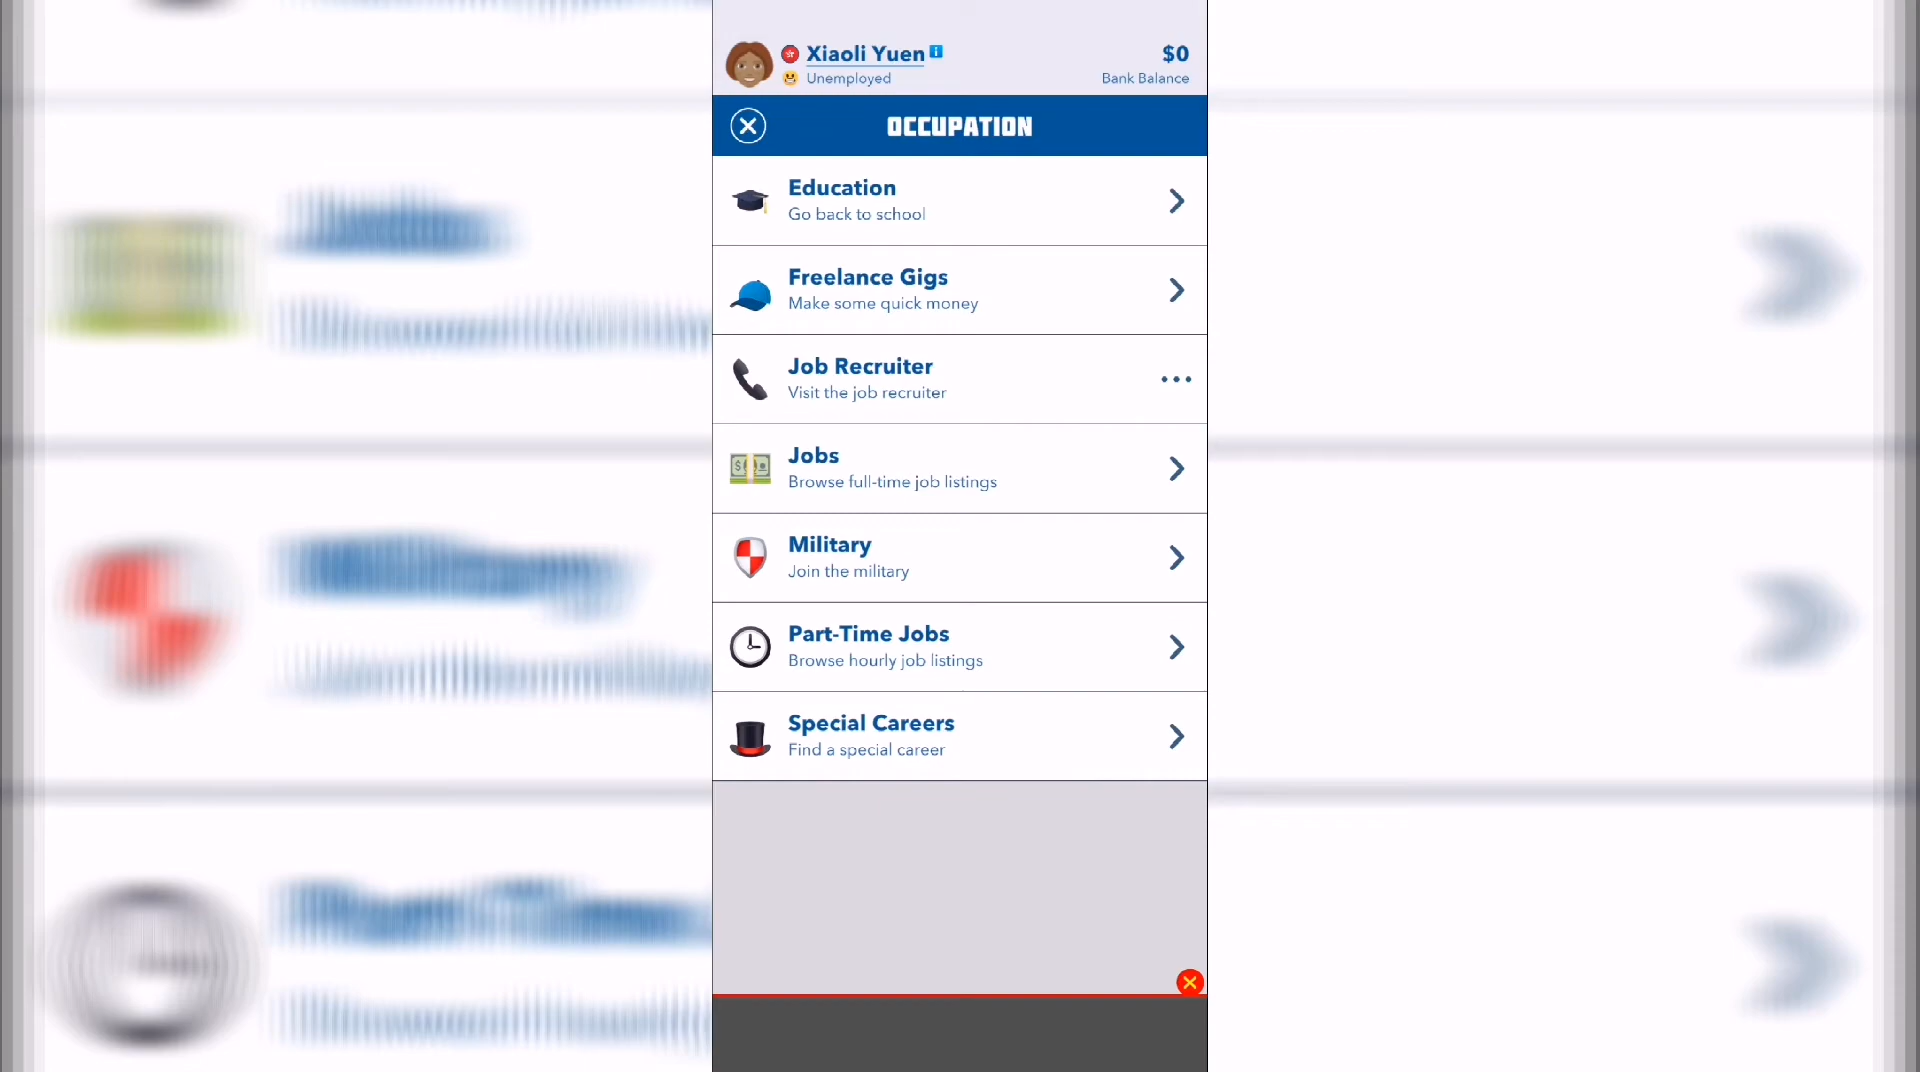 Xiaoli Yuen
$0
Unemployed
Bank Balance
OCCUPATION
Education
Go back to school
Freelance Gigs
Make some quick money
Job Recruiter
Visit the job recruiter
Jobs
Browse full-time job listings
Military
Join the military
Part-Time Jobs
Browse hourly job listings
Special Careers
Find a special career